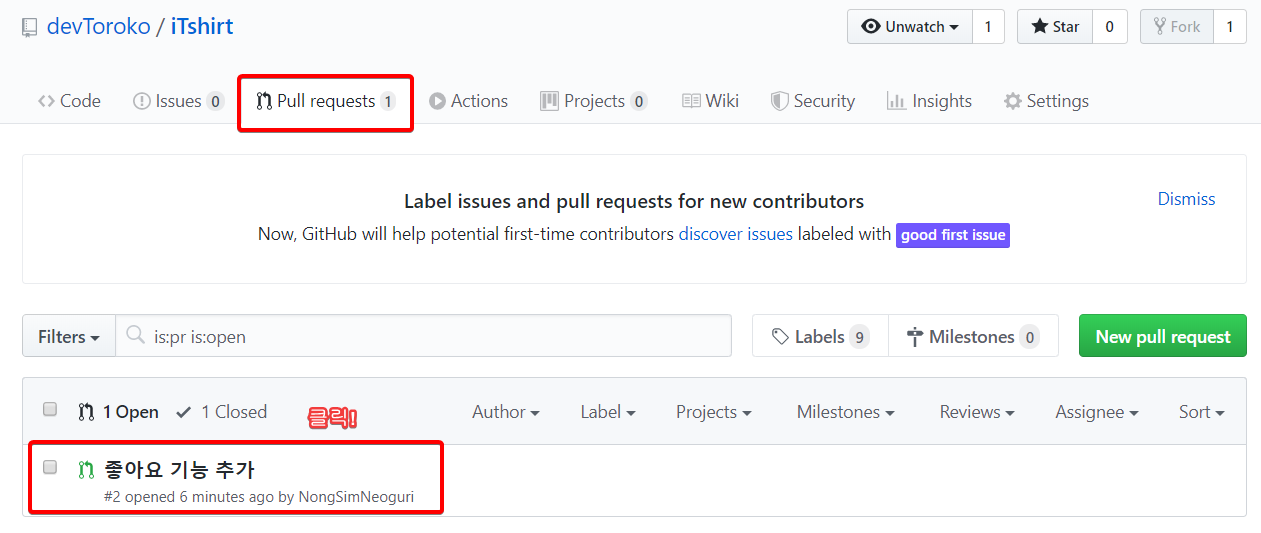 devToroko / iTshirt
Unwatch 1 Star 0 Fork 1
Code Issues 0 Pull requests 1 Actions Projects 0 Wiki Security Insights Settings
Label issues and pull requests for new contributors
Dismiss
Now, GitHub will help potential first-time contributors discover issues labeled with good first issue
Filters is:pr is:open Labels 9 Milestones 0 New pull request
1 Open 1 Closed 클릭! Author Label Projects Milestones Reviews Assignee Sort
좋아요 기능 추가
#2 opened 6 minutes ago by NongSimNeoguri